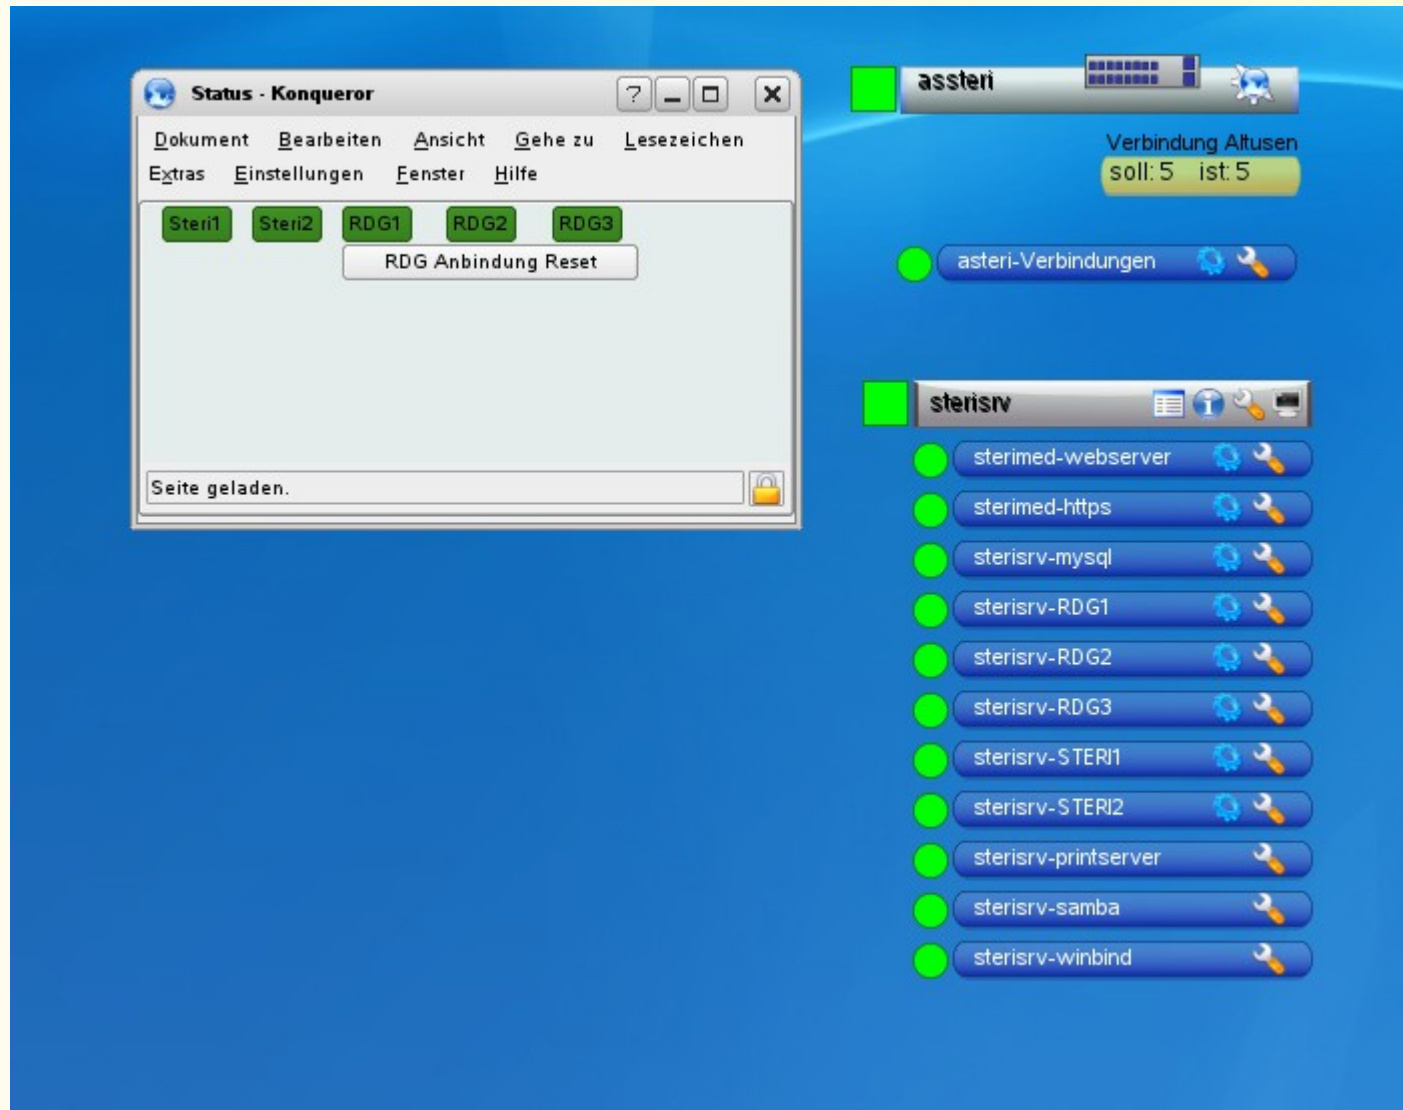 Status - Konqueror
Dokument Bearbeiten Ansicht Gehe zu Lesezeichen
Extras Einstellungen Fenster Hilfe
Steri1 Steri2 RDG1 RDG2 RDG3
RDG Anbindung Reset
Seite geladen.
assteri
Verbindung Altusen
soll: 5 ist: 5
asteri-Verbindungen
sterisrv
sterimed-webserver
sterimed-https
sterisrv-mysql
sterisrv-RDG1
sterisrv-RDG2
sterisrv-RDG3
sterisrv-STERI1
sterisrv-STERI2
sterisrv-printserver
sterisrv-samba
sterisrv-winbind